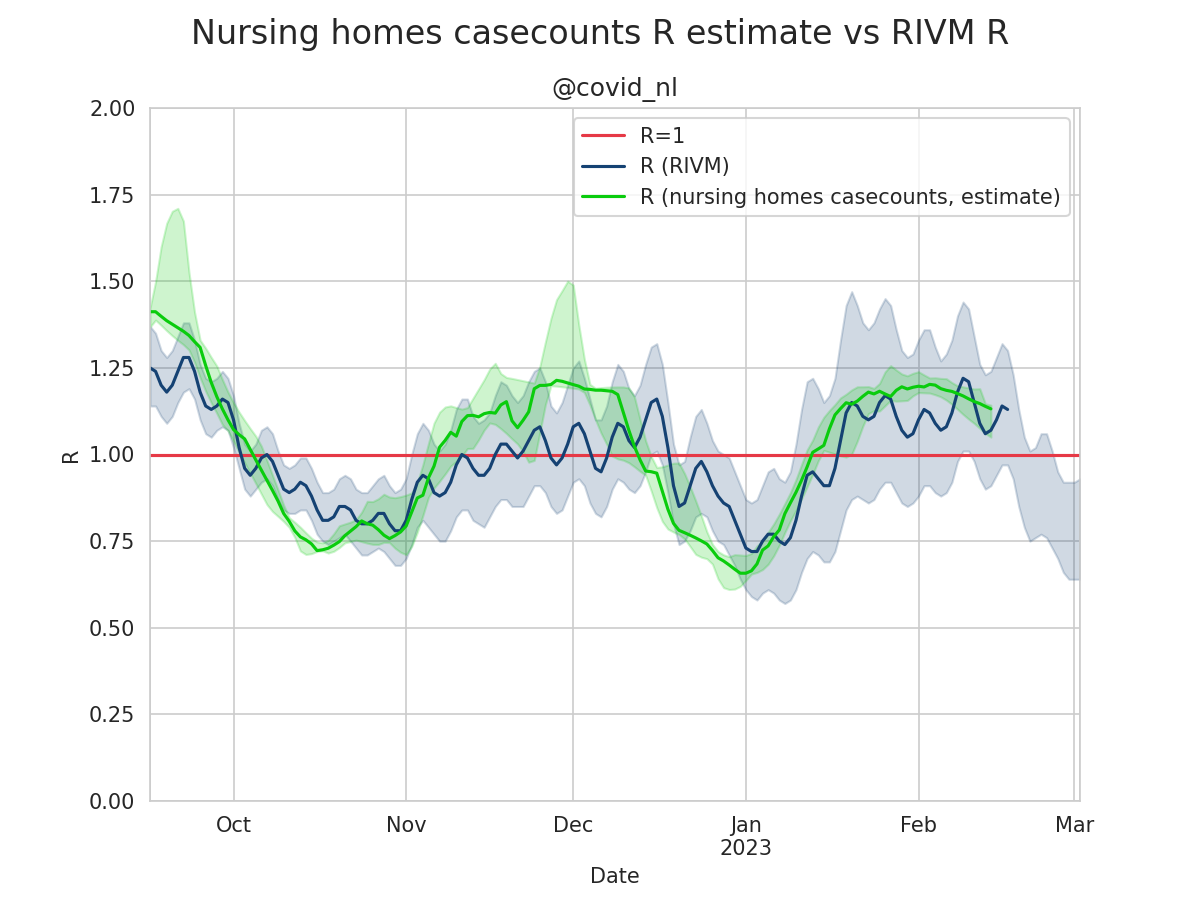 Nursing homes casecounts R estimate vs RIVM R
@covid_nl
R=1
R (RIVM)
R (nursing homes casecounts, estimate)
2.00
1.75
1.50
1.25
1.00
0.75
0.50
0.25
0.00
R
Oct
Nov
Dec
Jan
2023
Feb
Mar
Date